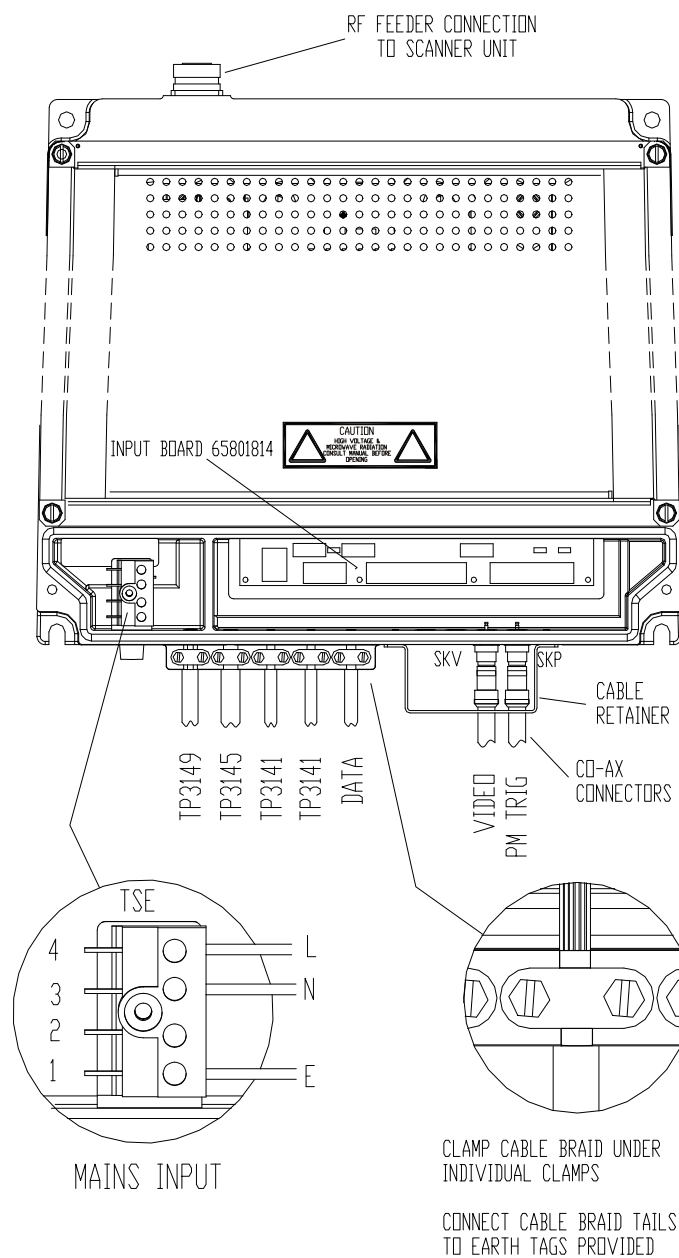 RF FEEDER CONNECTION
TO SCANNER UNIT
CAUTION
HIGH VOLTAGE &
MICROWAVE RADIATION
CONSULT MANUAL BEFORE
OPENING
INPUT BOARD 65801814
SKV
SKP
CABLE
RETAINER
TP3149
TP3145
TP3141
TP3141
DATA
VIDEO
PM TRIG
CO-AX
CONNECTORS
TSE
4
L
3
N
2
1
E
MAINS INPUT
CLAMP CABLE BRAID UNDER
INDIVIDUAL CLAMPS
CONNECT CABLE BRAID TAILS
TO EARTH TAGS PROVIDED